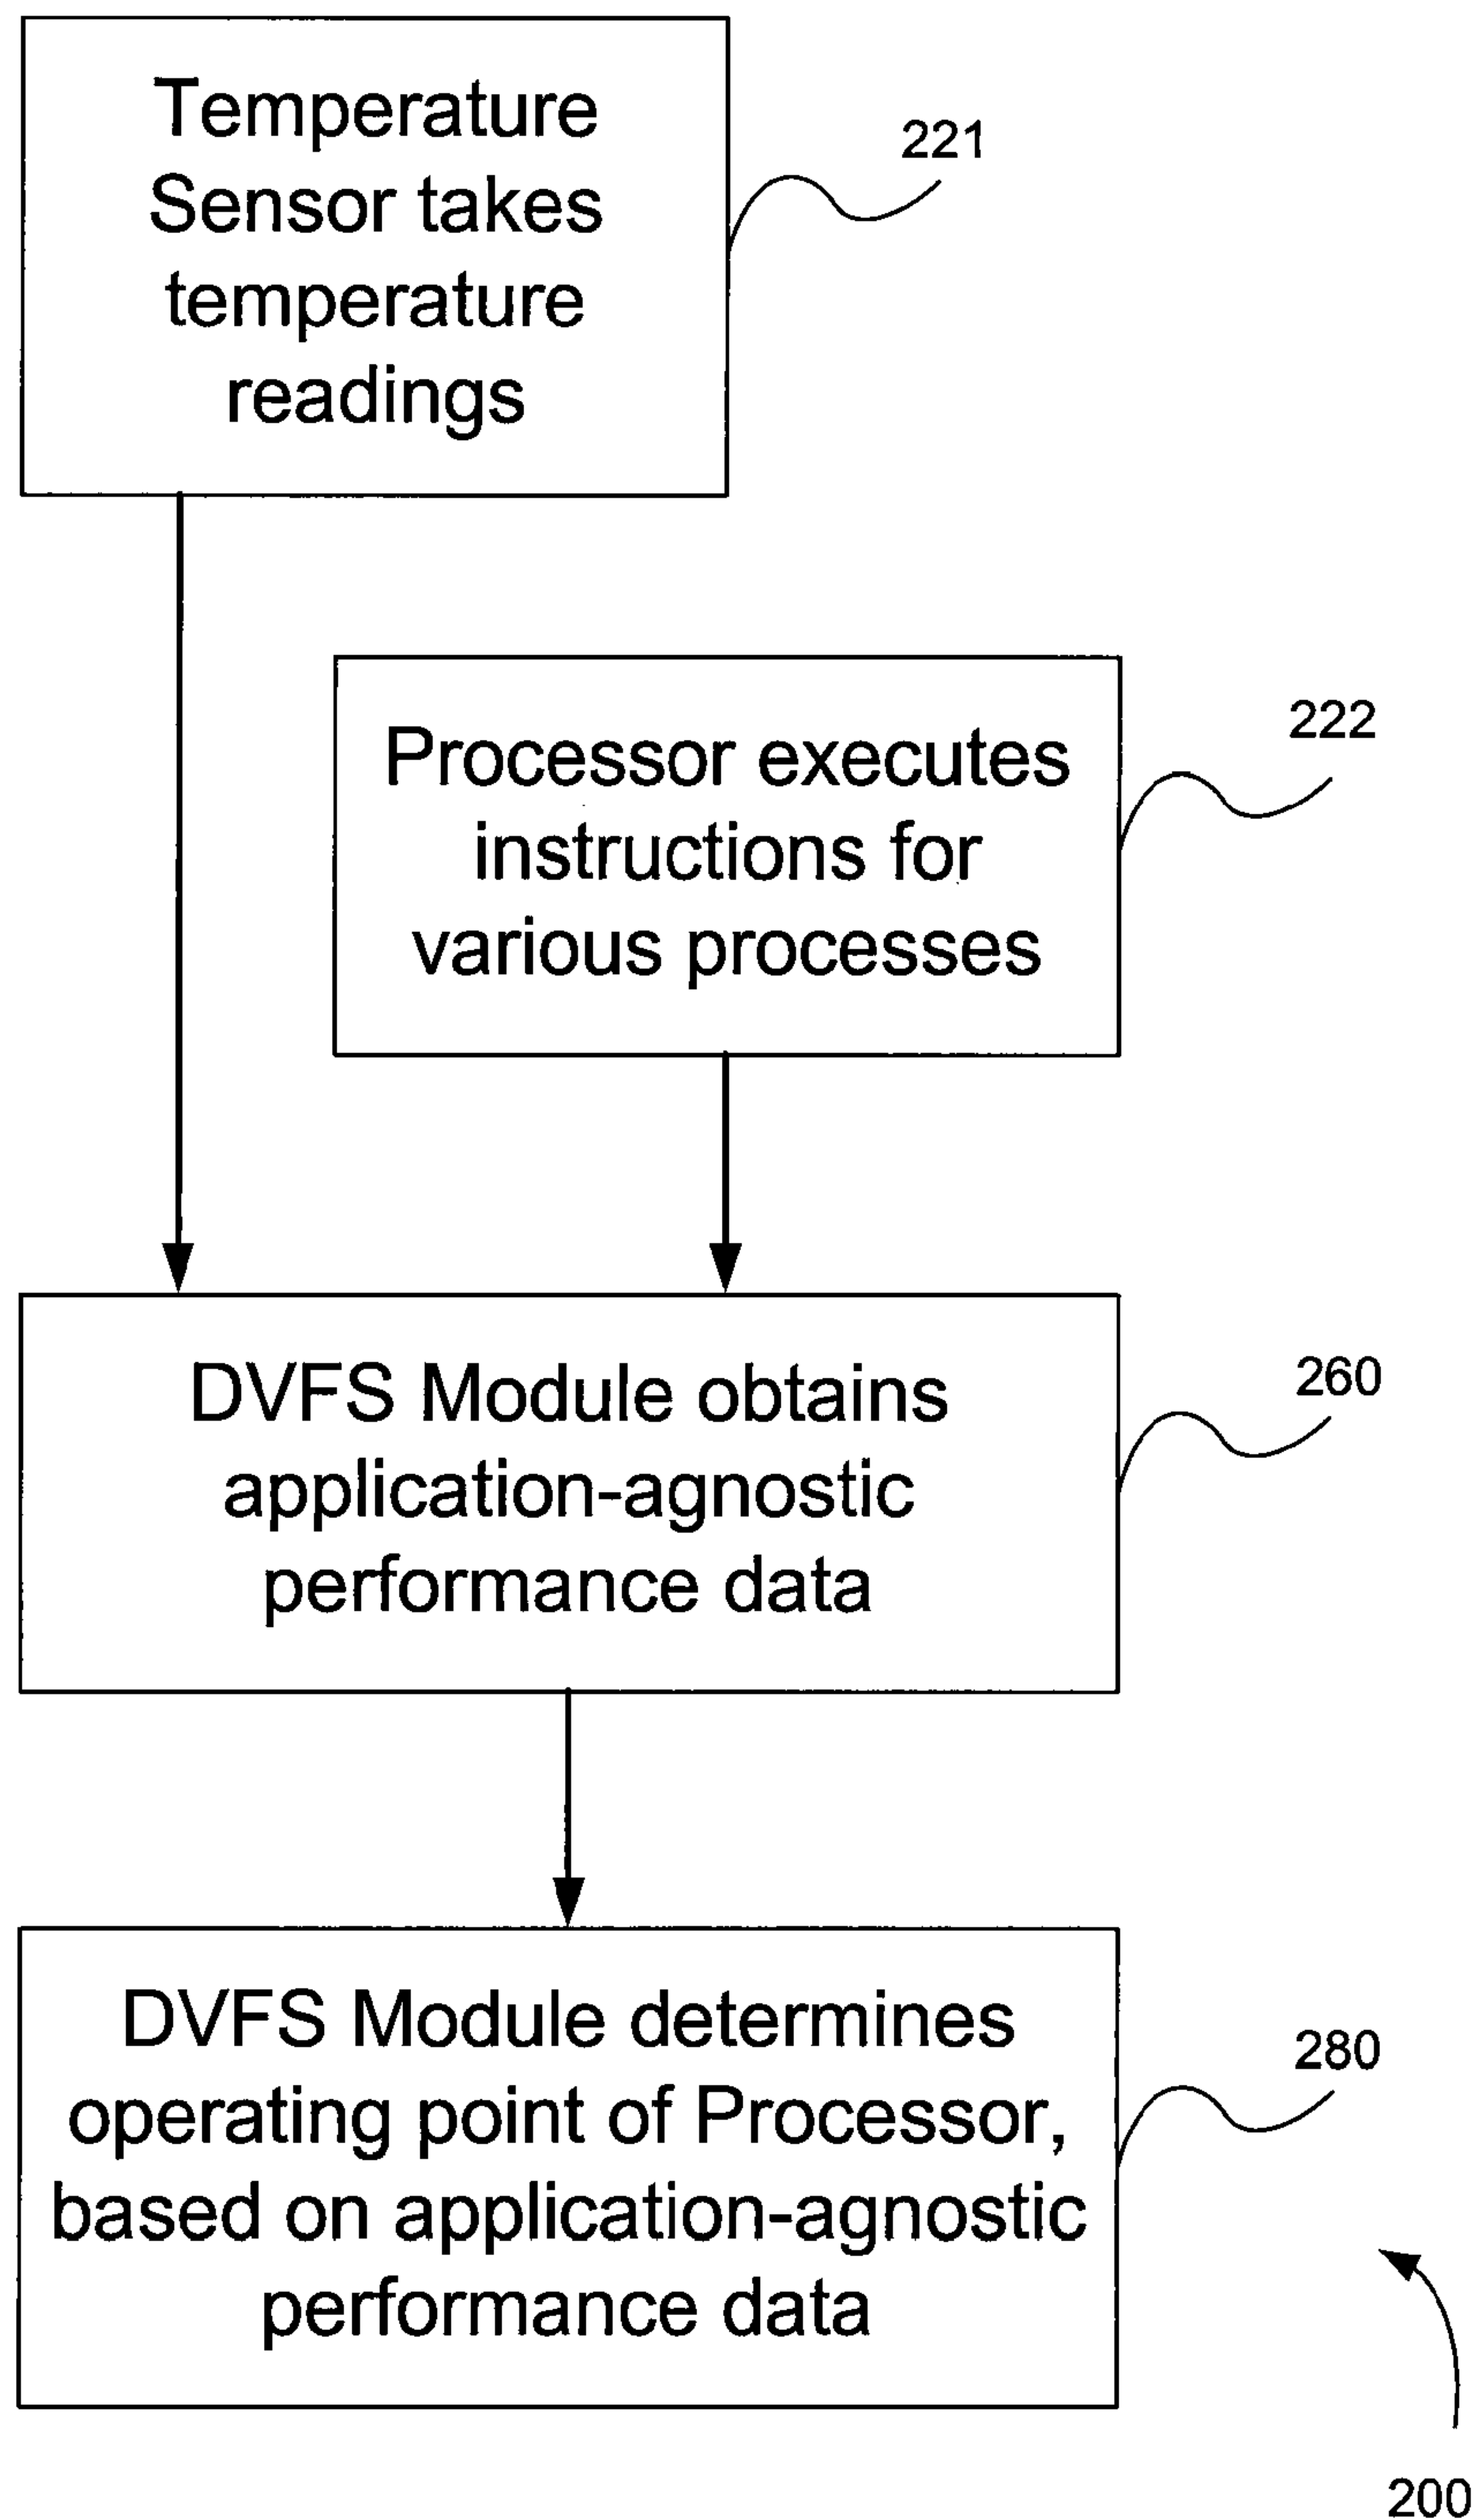 Temperature
Sensor takes
temperature
readings
221
Processor executes
instructions for
various processes
222
DVFS Module obtains
application-agnostic
performance data
260
DVFS Module determines
operating point of Processor,
based on application-agnostic
performance data
280
200